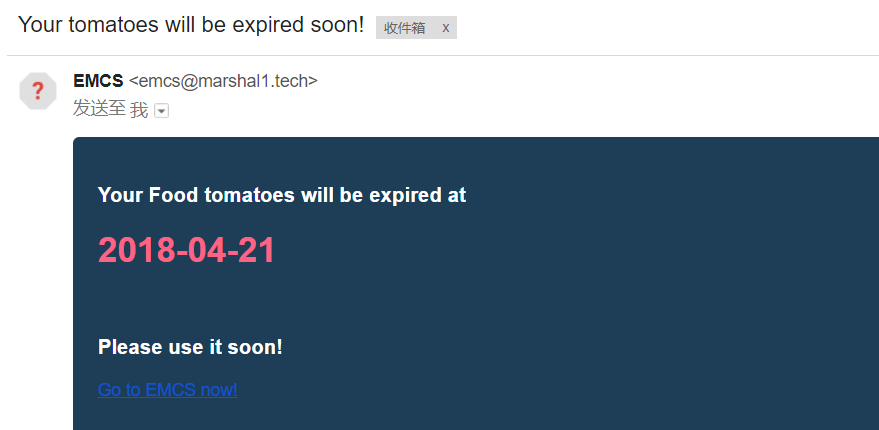 Your tomatoes will be expired soon! 收件箱 x
?
EMCS <emcs@marshal1.tech>
发送至 我
Your Food tomatoes will be expired at
2018-04-21
Please use it soon!
Go to EMCS now!